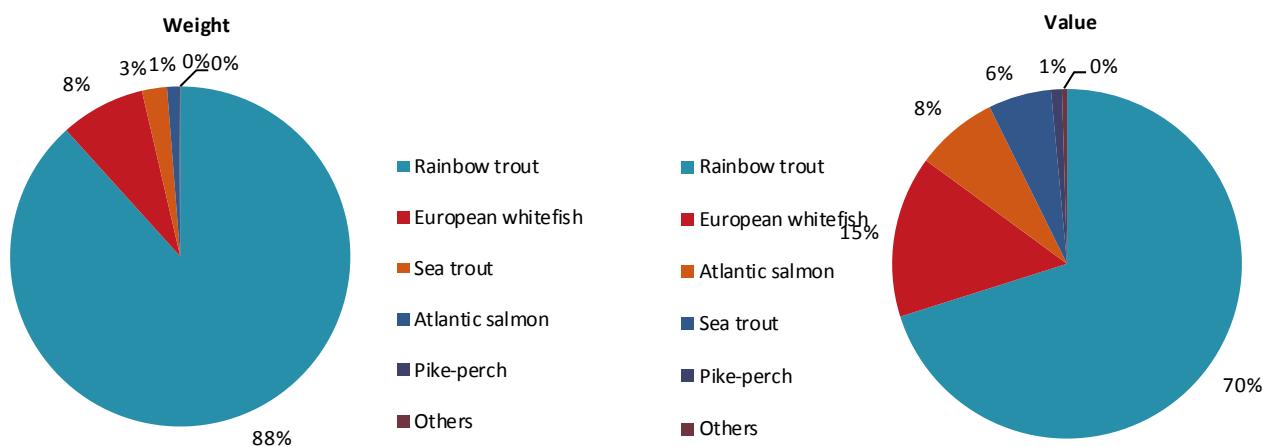 Weight
8%
3%
1%
0%
0%
88%
Rainbow trout
European whitefish
Sea trout
Atlantic salmon
Pike-perch
Others
Value
15%
8%
6%
1%
0%
70%
Rainbow trout
European whitefish
Atlantic salmon
Sea trout
Pike-perch
Others